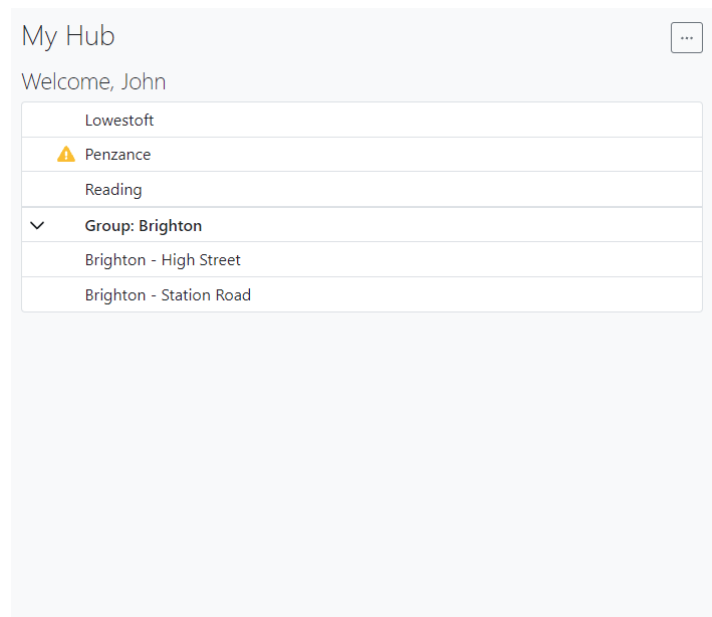 My Hub
...
Welcome, John
Lowestoft
Penzance
Reading
Group: Brighton
Brighton - High Street
Brighton - Station Road